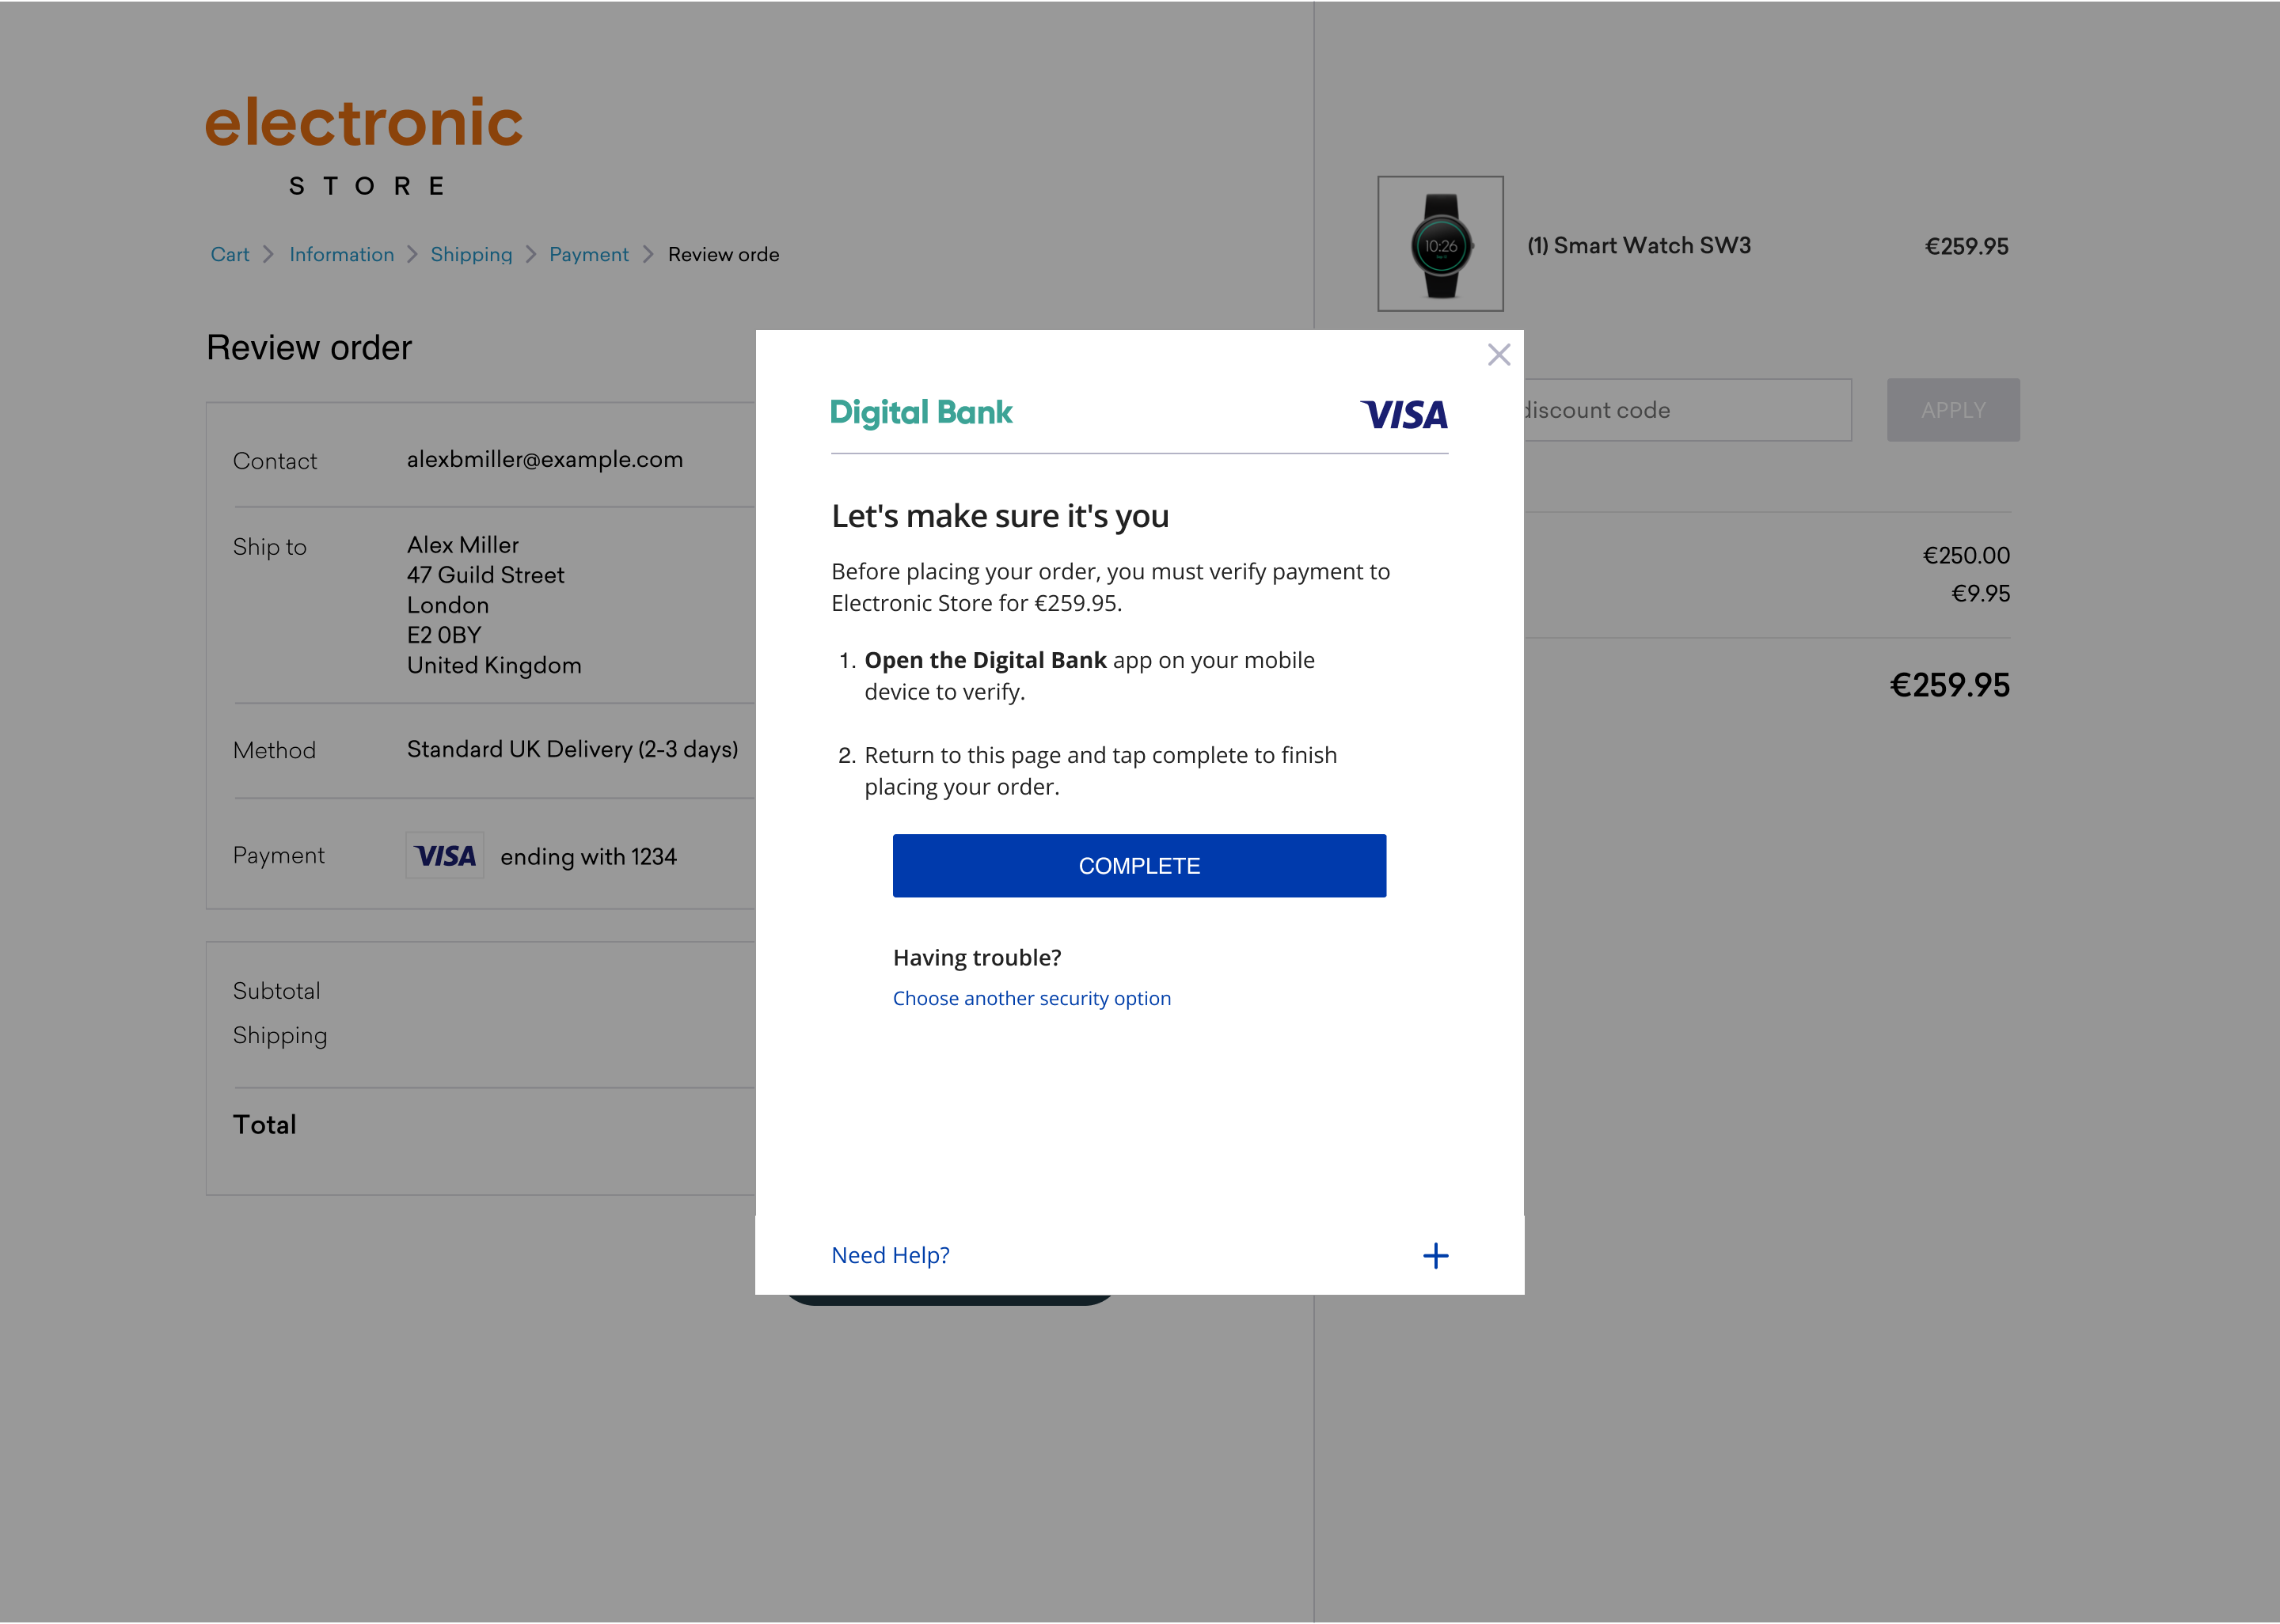 electronic
STORE
Cart > Information > Shipping > Payment > Review orde
Review order
Contact alexbmiller@example.com
Ship to Alex Miller
47 Guild Street
London
E2 0BY
United Kingdom
Method Standard UK Delivery (2-3 days)
Payment VISA ending with 1234
Subtotal
Shipping
Total
10:26
(1) Smart Watch SW3 €259.95
discount code APPLY
€250.00
€9.95
€259.95
Digital Bank VISA
Let's make sure it's you
Before placing your order, you must verify payment to
Electronic Store for €259.95.
1. Open the Digital Bank app on your mobile
device to verify.
2. Return to this page and tap complete to finish
placing your order.
COMPLETE
Having trouble?
Choose another security option
Need Help? +